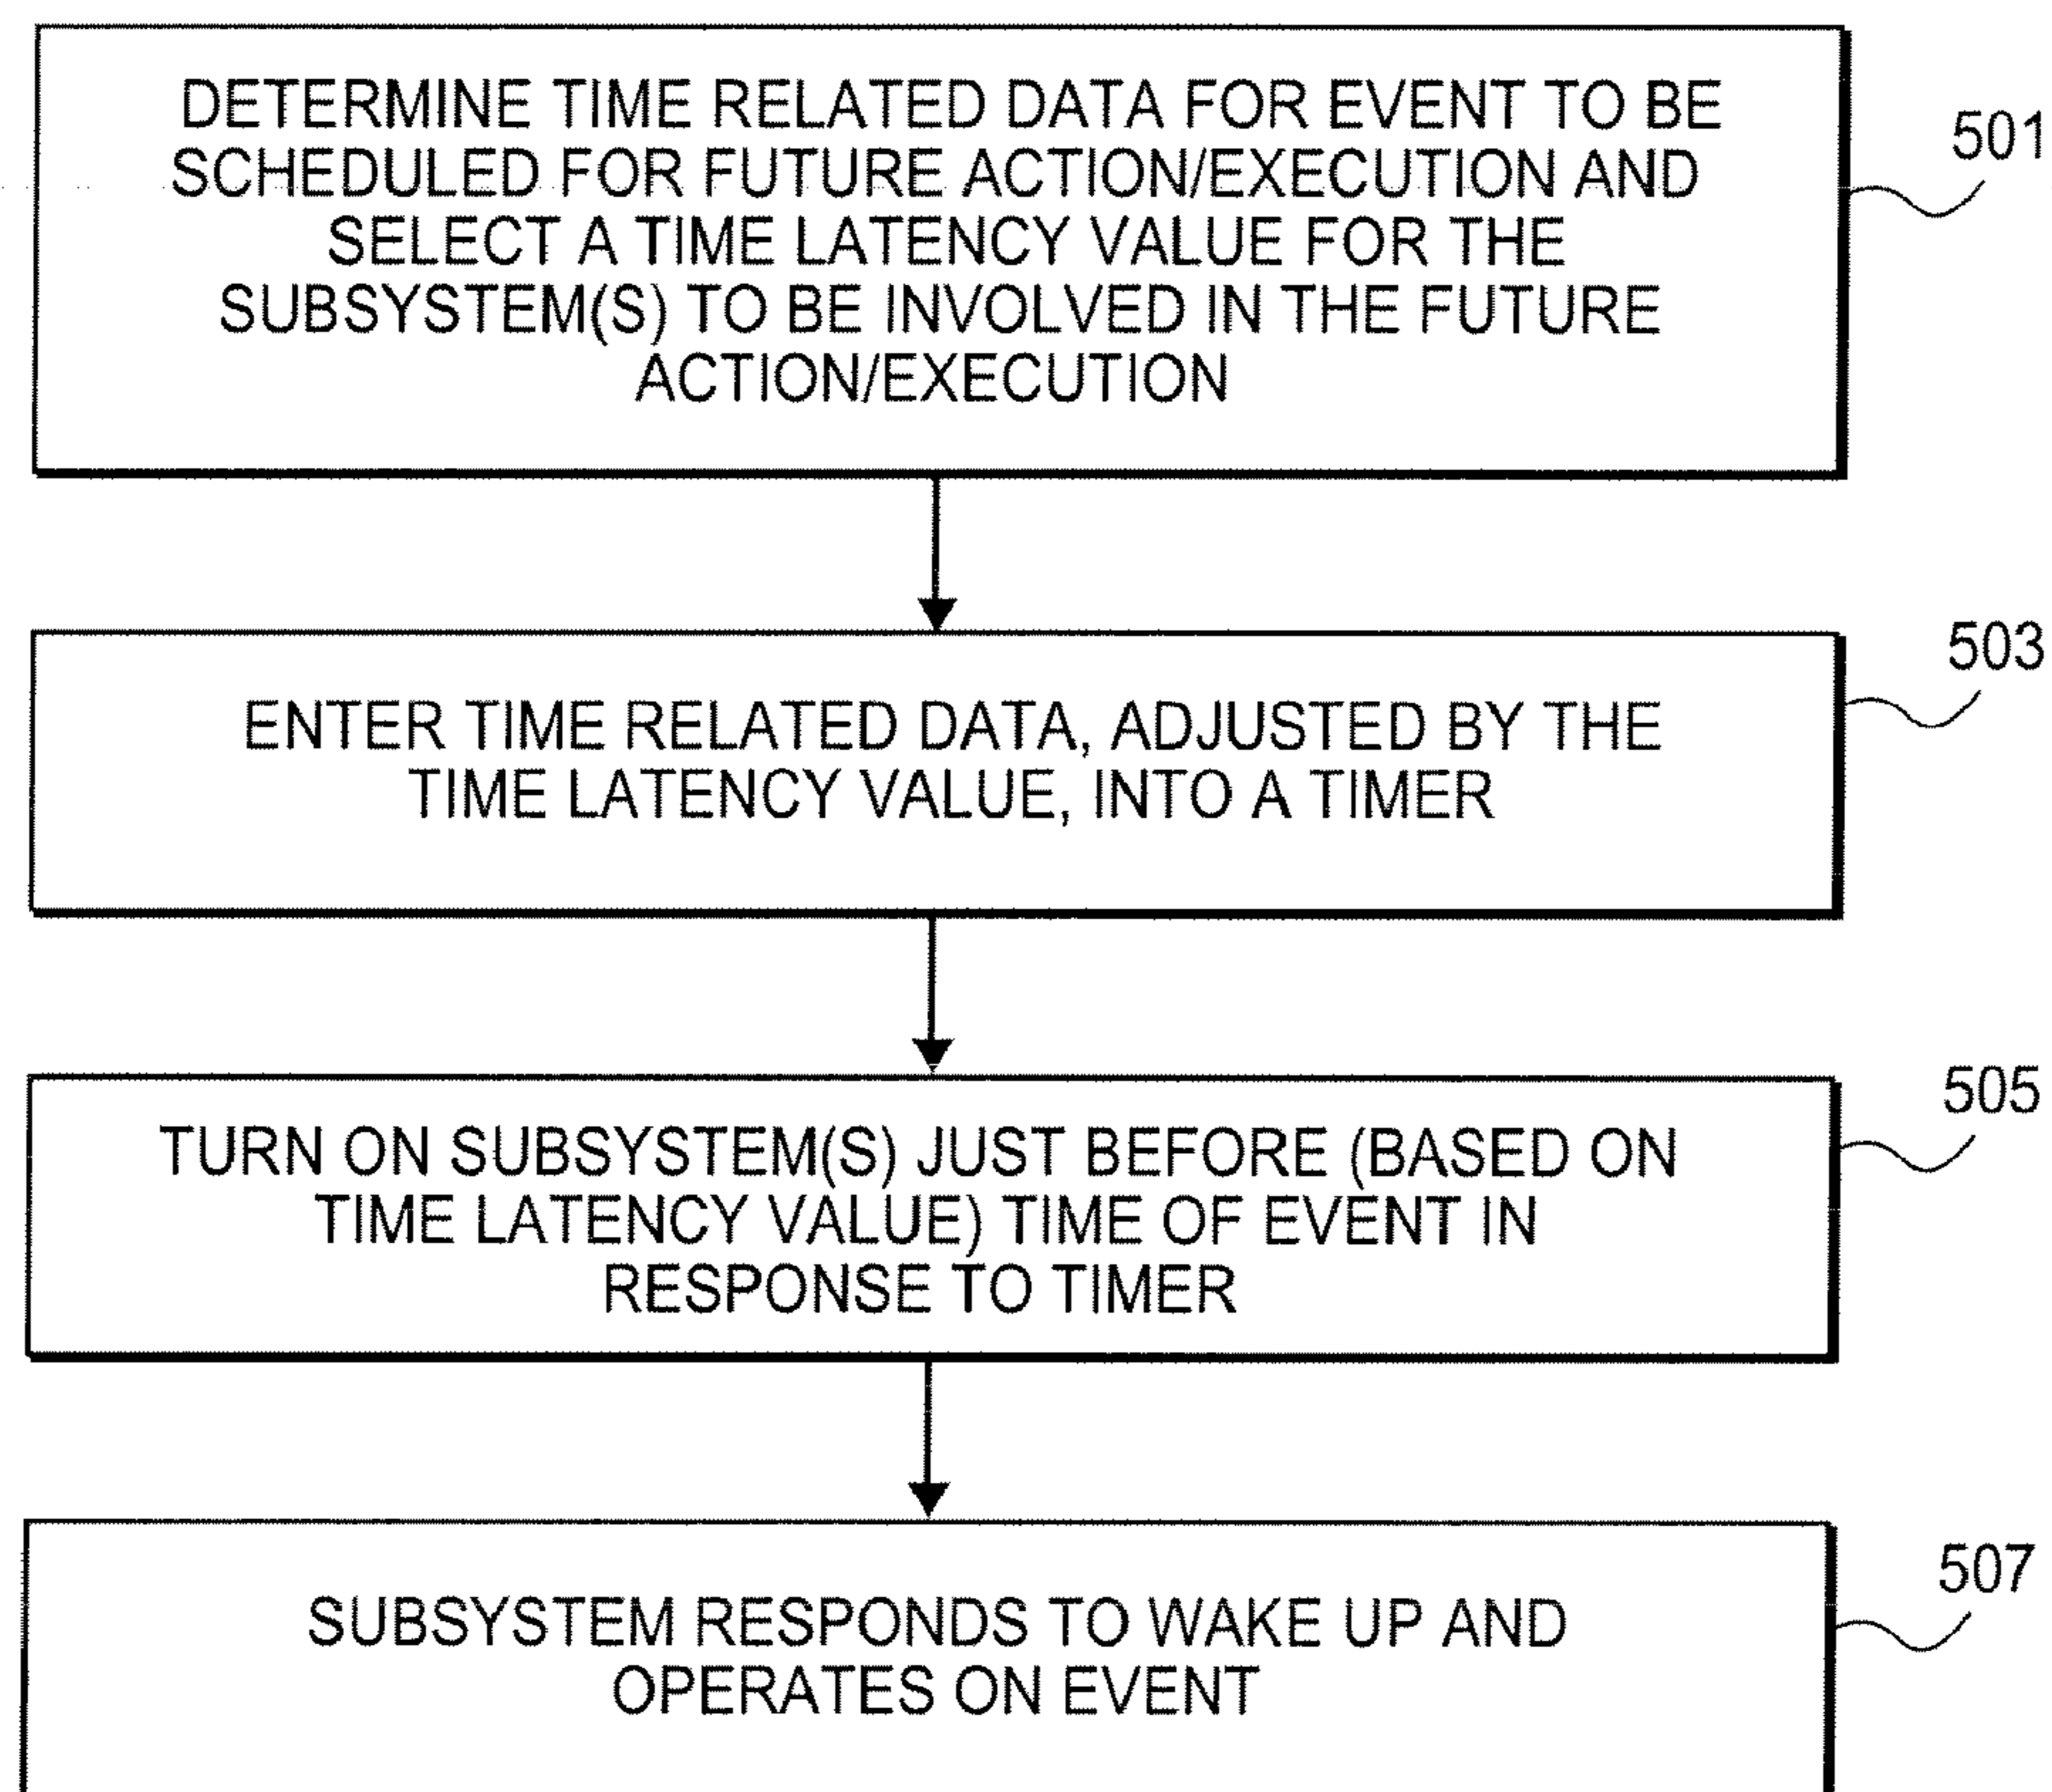 DETERMINE TIME RELATED DATA FOR EVENT TO BE
SCHEDULED FOR FUTURE ACTION/EXECUTION AND
SELECT A TIME LATENCY VALUE FOR THE
SUBSYSTEM(S) TO BE INVOLVED IN THE FUTURE
ACTION/EXECUTION
501
ENTER TIME RELATED DATA, ADJUSTED BY THE
TIME LATENCY VALUE, INTO A TIMER
503
TURN ON SUBSYSTEM(S) JUST BEFORE (BASED ON
TIME LATENCY VALUE) TIME OF EVENT IN
RESPONSE TO TIMER
505
SUBSYSTEM RESPONDS TO WAKE UP AND
OPERATES ON EVENT
507